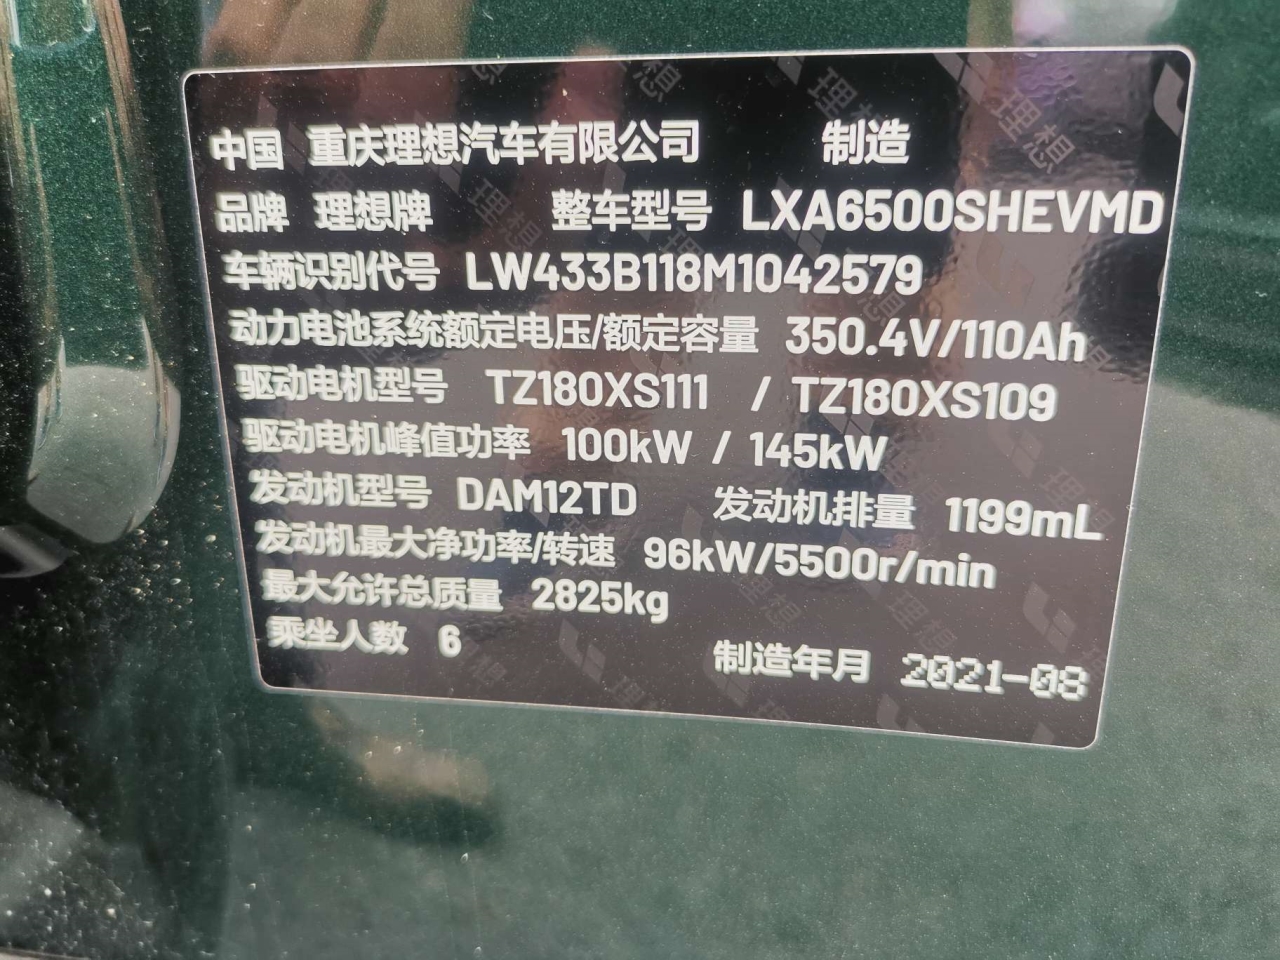 中国 重庆理想汽车有限公司 制造
品牌 理想牌 整车型号 LXA6500SHEVMD
车辆识别代号 LW433B118M1042579
动力电池系统额定电压/额定容量 350.4V/110Ah
驱动电机型号 TZ180XS111 / TZ180XS109
驱动电机峰值功率 100kW / 145kW
发动机型号 DAM12TD 发动机排量 1199mL
发动机最大净功率/转速 96kW/5500r/min
最大允许总质量 2825kg
乘坐人数 6 制造年月 2021-08